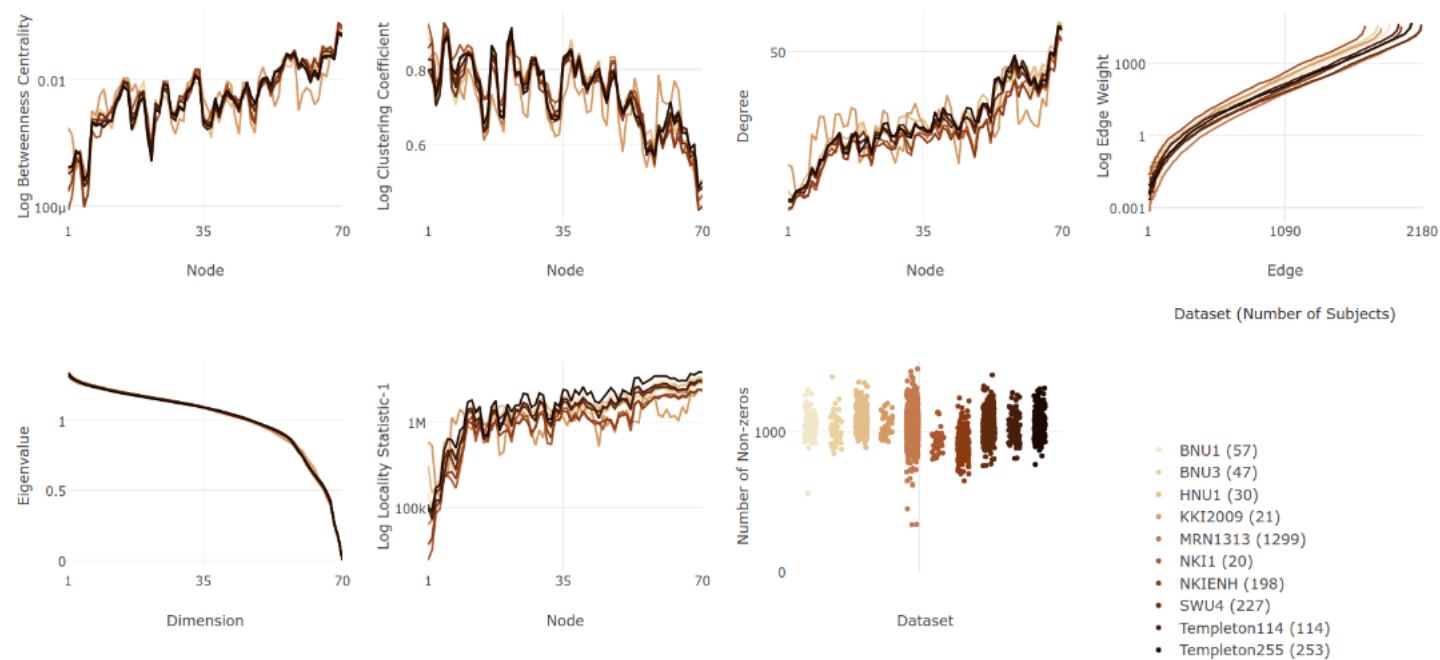 Log Betweenness Centrality
0.01
100μ
1
35
70
Node
Log Clustering Coefficient
0.8
0.6
1
35
70
Node
Degree
50
1
35
70
Node
Log Edge Weight
1000
1
0.001
1
1090
2180
Edge
Dataset (Number of Subjects)
Eigenvalue
1
0.5
0
1
35
70
Dimension
Log Locality Statistic-1
1M
100k
1
35
70
Node
Number of Non-zeros
1000
0
Dataset
BNU1 (57)
BNU3 (47)
HNU1 (30)
KKI2009 (21)
MRN1313 (1299)
NKI1 (20)
NKIENH (198)
SWU4 (227)
Templeton114 (114)
Templeton255 (253)